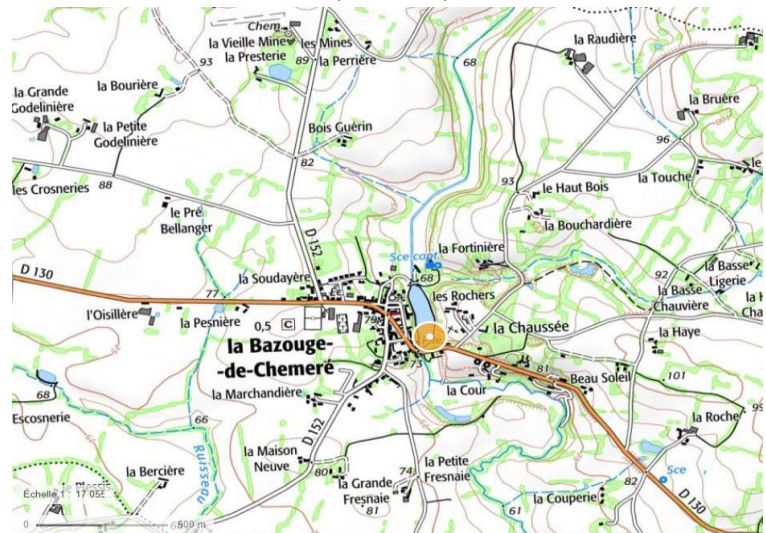 Chem
la Vieille Mine
les Mines
la Presterie
89
la Perrière
68
la Raudière
93
la Bourière
la Grande
Godelinière
la Petite
Godelinière
Bois Guérin
82
la Bruère
96
la Touche
le
les Crosneries
88
93
le Haut Bois
le Pré
Bellanger
D 152
la Bouchardière
la Fortinière
Sce capt.
D 130
la Soudayère
68
92
la Basse
Ligerie
77
les Rochers
la Basse
Chauvière
l'Oisillère
la Pesnière
0,5
C
79
la Chaussée
la Haye
la Bazouge-
-de-Chemeré
73
81
Beau Soleil
101
68
la Marchandière
la Cour
99
Escosnerie
66
D 152
la Roche
Ruisseau
la Maison
Neuve
la Petite
Fresnaie
74
Sce
la Bercière
80
la Grande
Fresnaie
81
82
D 130
la Couperie
61
Échelle 1 : 17 055
0
500 m